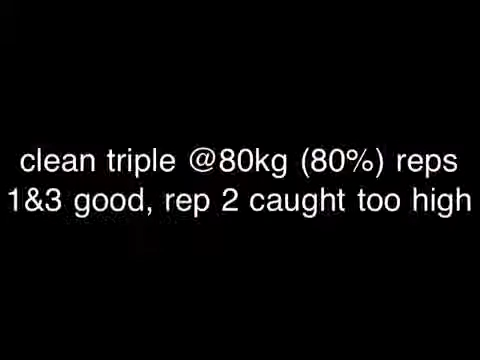 clean triple @80kg (80%) reps
1&3 good, rep 2 caught too high